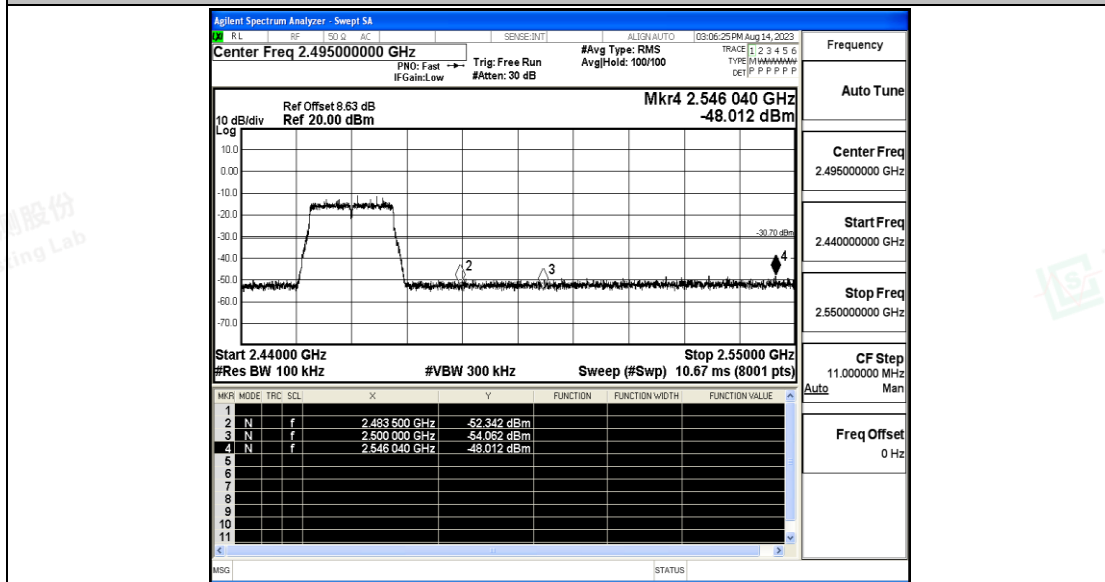 Agilent Spectrum Analyzer - Swept SA
RL RF 50 Ω AC SENSE:INT ALIGNAUTO 03:06:25 PM Aug 14, 2023
Center Freq 2.495000000 GHz
PNO: Fast
IFGain:Low
Trig: Free Run
#Atten: 30 dB
#Avg Type: RMS
Avg|Hold: 100/100
TRACE 1 2 3 4 5 6
TYPE M
DET P P P P P P
Ref Offset 8.63 dB
Ref 20.00 dBm
10 dB/div
Log
Mkr4 2.546 040 GHz
-48.012 dBm
10.0
0.00
-10.0
-20.0
-30.0
-40.0
-50.0
-60.0
-70.0
-30.70 dBm
2
3
4
Start 2.44000 GHz
Stop 2.55000 GHz
#Res BW 100 kHz
#VBW 300 kHz
Sweep (#Swp) 10.67 ms (8001 pts)
MKR MODE TRC SCL X Y FUNCTION FUNCTION WIDTH FUNCTION VALUE
1
2 N f 2.483 500 GHz -52.342 dBm
3 N f 2.500 000 GHz -54.062 dBm
4 N f 2.546 040 GHz -48.012 dBm
5
6
7
8
9
10
11
MSG
STATUS
Frequency
Auto Tune
Center Freq
2.495000000 GHz
Start Freq
2.440000000 GHz
Stop Freq
2.550000000 GHz
CF Step
11.000000 MHz
Auto Man
Freq Offset
0 Hz
测股份
Lab